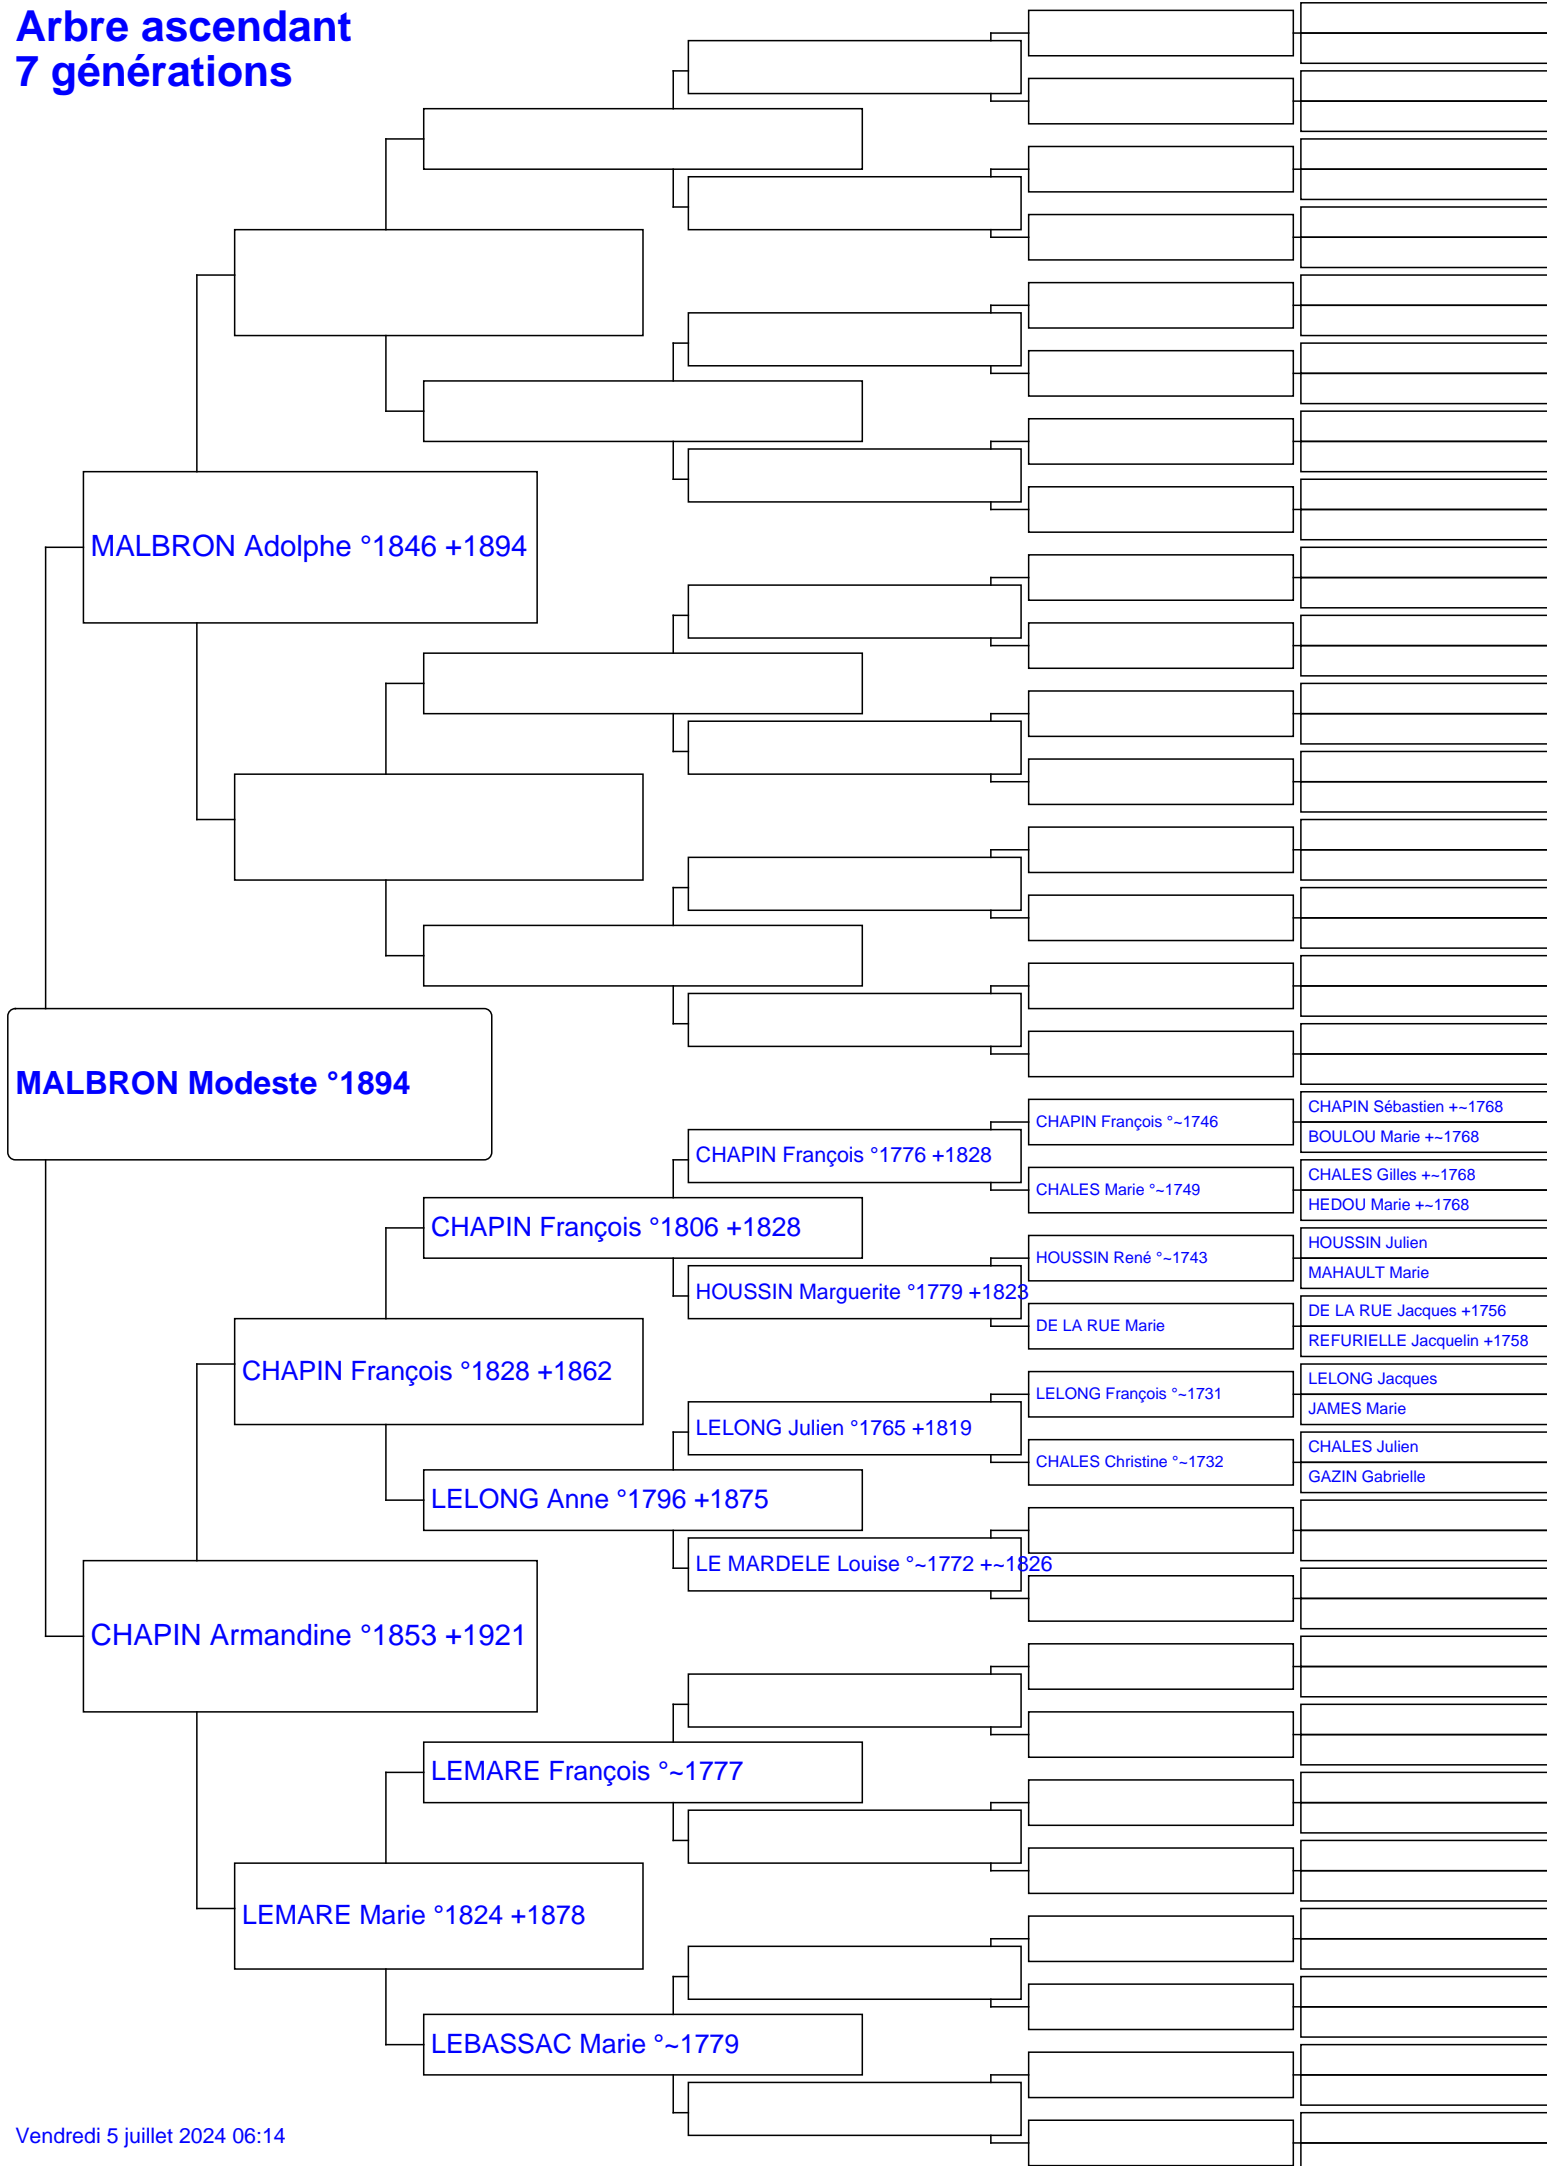 Arbre ascendant
7 générations
MALBRON Adolphe °1846 +1894
MALBRON Modeste °1894
CHAPIN Sébastien +~1768
CHAPIN François °~1746
BOULOU Marie +~1768
CHAPIN François °1776 +1828
CHALES Gilles +~1768
CHALES Marie °~1749
HEDOU Marie +~1768
CHAPIN François °1806 +1828
HOUSSIN Julien
HOUSSIN René °~1743
MAHAULT Marie
HOUSSIN Marguerite °1779 +1823
DE LA RUE Jacques +1756
DE LA RUE Marie
REFURIELLE Jacquelin +1758
CHAPIN François °1828 +1862
LELONG Jacques
LELONG François °~1731
JAMES Marie
LELONG Julien °1765 +1819
CHALES Julien
CHALES Christine °~1732
GAZIN Gabrielle
LELONG Anne °1796 +1875
LE MARDELE Louise °~1772 +~1826
CHAPIN Armandine °1853 +1921
LEMARE François °~1777
LEMARE Marie °1824 +1878
LEBASSAC Marie °~1779
Vendredi 5 juillet 2024 06:14